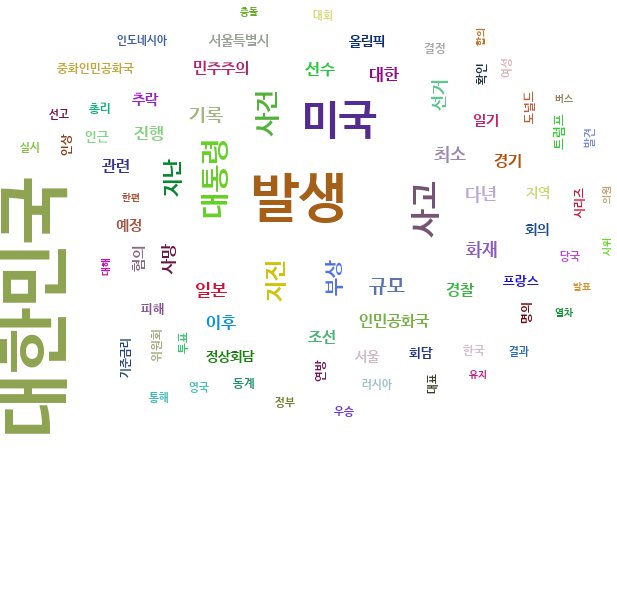 충돌
대회
인도네시아
서울특별시
올림픽
결정
합의
중화인민공화국
민주주의
선수
대한
확인
여성
선고
총리
추락
기록
사건
미국
선거
일기
도널드
버스
실시
인상
인근
진행
최소
경기
트럼프
발견
관련
지난
대통령
발생
사고
다년
지역
시리즈
의원
한편
대한민국
예정
회의
대해
혐의
사망
화재
당국
시위
일본
지진
부상
규모
경찰
프랑스
발표
피해
이후
인민공화국
명의
열차
기준금리
위원회
투표
정상회담
조선
서울
회담
한국
결과
연방
유지
통해
영국
동계
러시아
대표
정부
우승